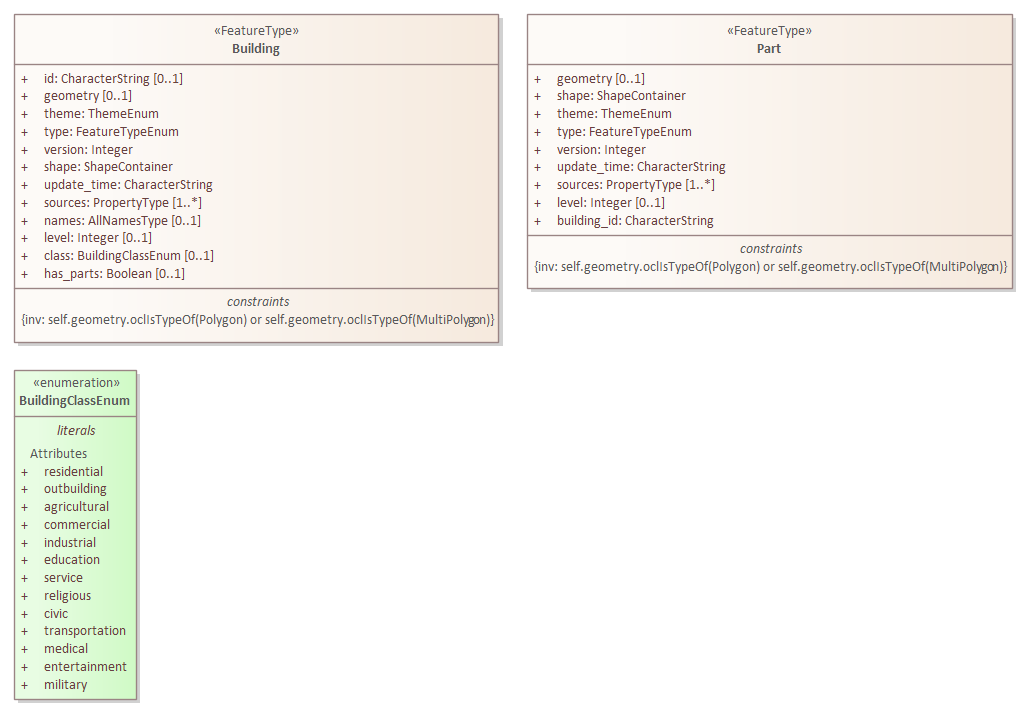 «FeatureType»
Building
+ id: CharacterString [0..1]
+ geometry [0..1]
+ theme: ThemeEnum
+ type: FeatureTypeEnum
+ version: Integer
+ shape: ShapeContainer
+ update_time: CharacterString
+ sources: PropertyType [1..*]
+ names: AllNamesType [0..1]
+ level: Integer [0..1]
+ class: BuildingClassEnum [0..1]
+ has_parts: Boolean [0..1]
constraints
{inv: self.geometry.oclIsTypeOf(Polygon) or self.geometry.oclIsTypeOf(MultiPolygon)}
«FeatureType»
Part
+ geometry [0..1]
+ shape: ShapeContainer
+ theme: ThemeEnum
+ type: FeatureTypeEnum
+ version: Integer
+ update_time: CharacterString
+ sources: PropertyType [1..*]
+ level: Integer [0..1]
+ building_id: CharacterString
constraints
{inv: self.geometry.oclIsTypeOf(Polygon) or self.geometry.oclIsTypeOf(MultiPolygon)}
«enumeration»
BuildingClassEnum
literals
Attributes
+ residential
+ outbuilding
+ agricultural
+ commercial
+ industrial
+ education
+ service
+ religious
+ civic
+ transportation
+ medical
+ entertainment
+ military